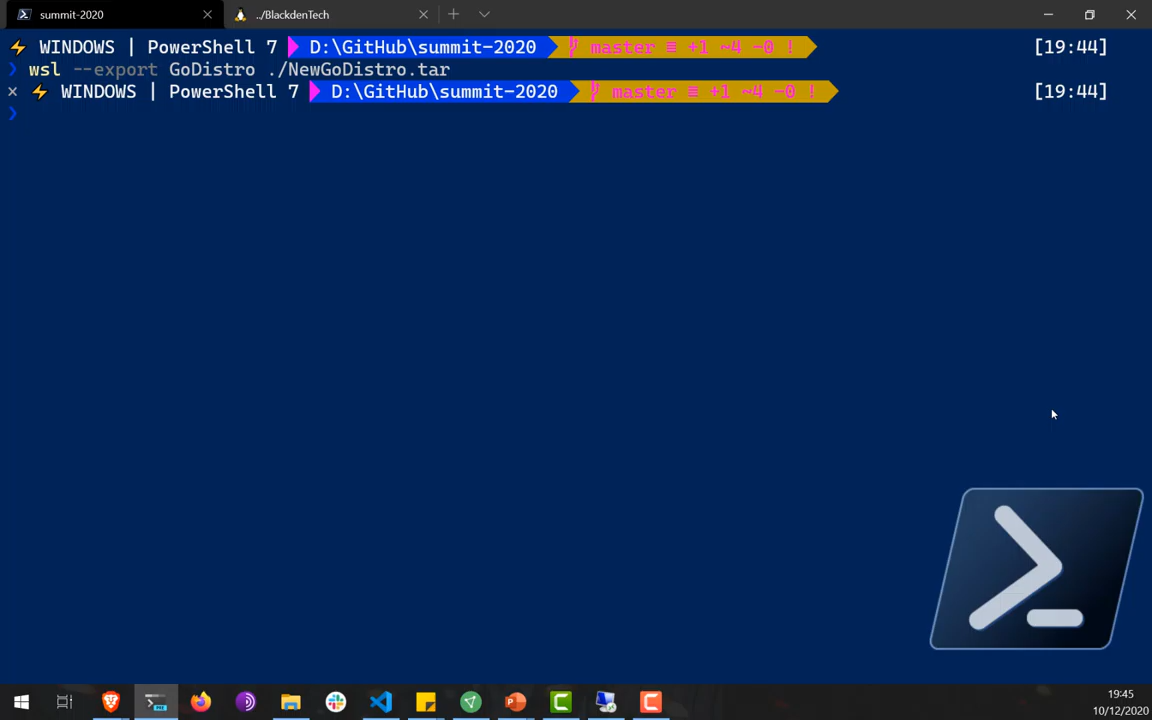 summit-2020
../BlackdenTech
WINDOWS | PowerShell 7 D:\GitHub\summit-2020 master ≡ +1 ~4 -0 ! [19:44]
❯ wsl --export GoDistro ./NewGoDistro.tar
× WINDOWS | PowerShell 7 D:\GitHub\summit-2020 master ≡ +1 ~4 -0 ! [19:44]
❯
19:45
10/12/2020